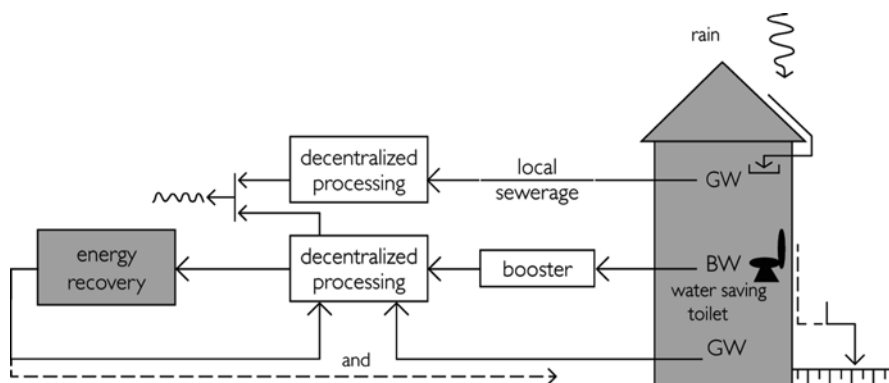 rain
decentralized
processing
local
sewerage
GW
energy
recovery
decentralized
processing
booster
BW
water saving
toilet
GW
and